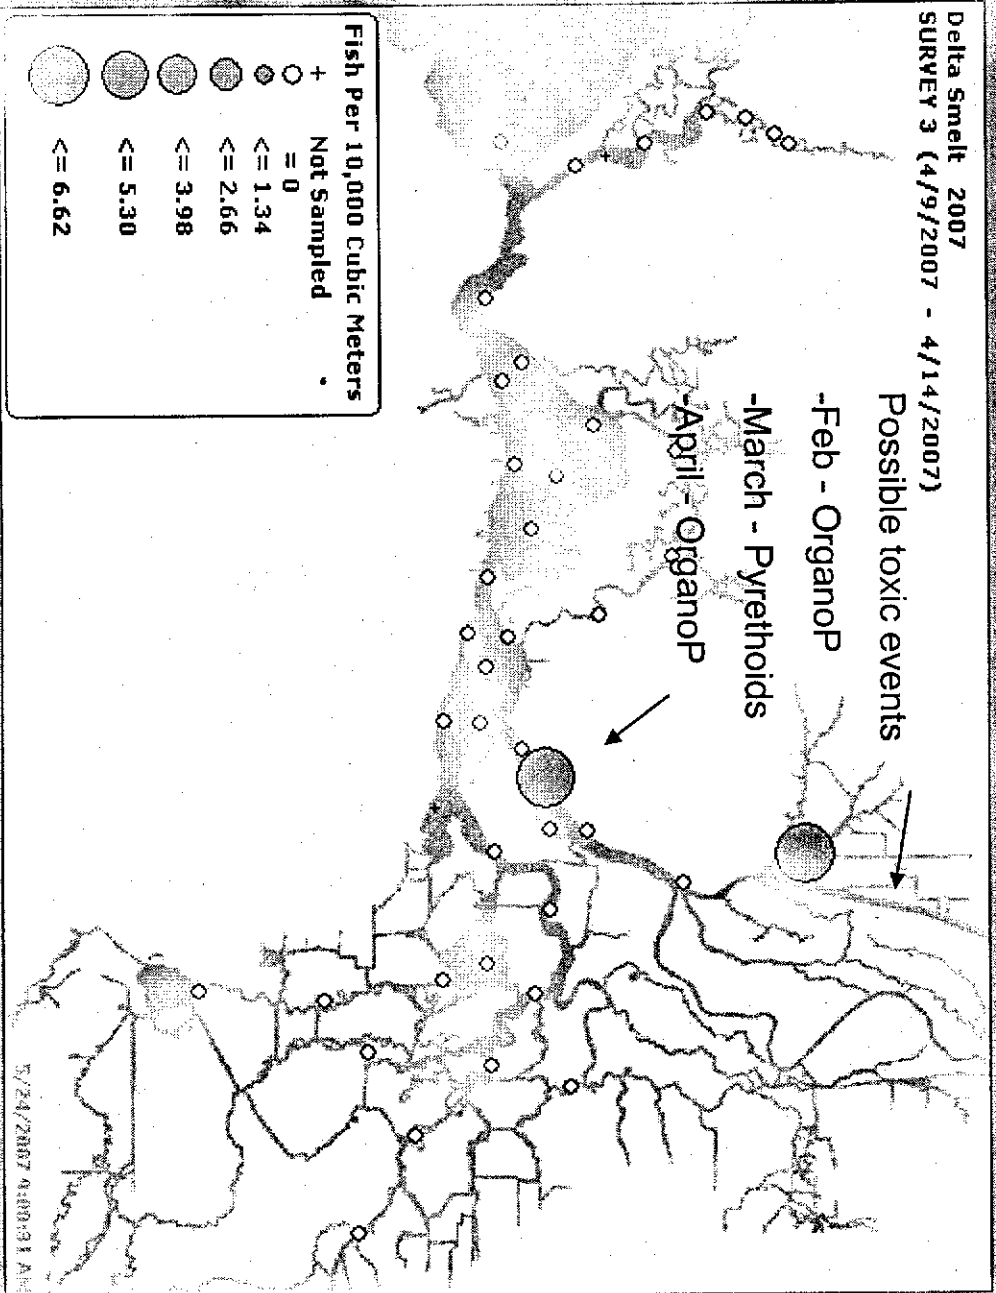 Delta Smelt 2007
SURVEY 3 (4/9/2007 - 4/14/2007)
Possible toxic events
-Feb - OrganoP
-March - Pyrethoids
-April - OrganoP
Fish Per 10,000 Cubic Meters
+ Not Sampled
= 0
<= 1.34
<= 2.66
<= 3.98
<= 5.30
<= 6.62